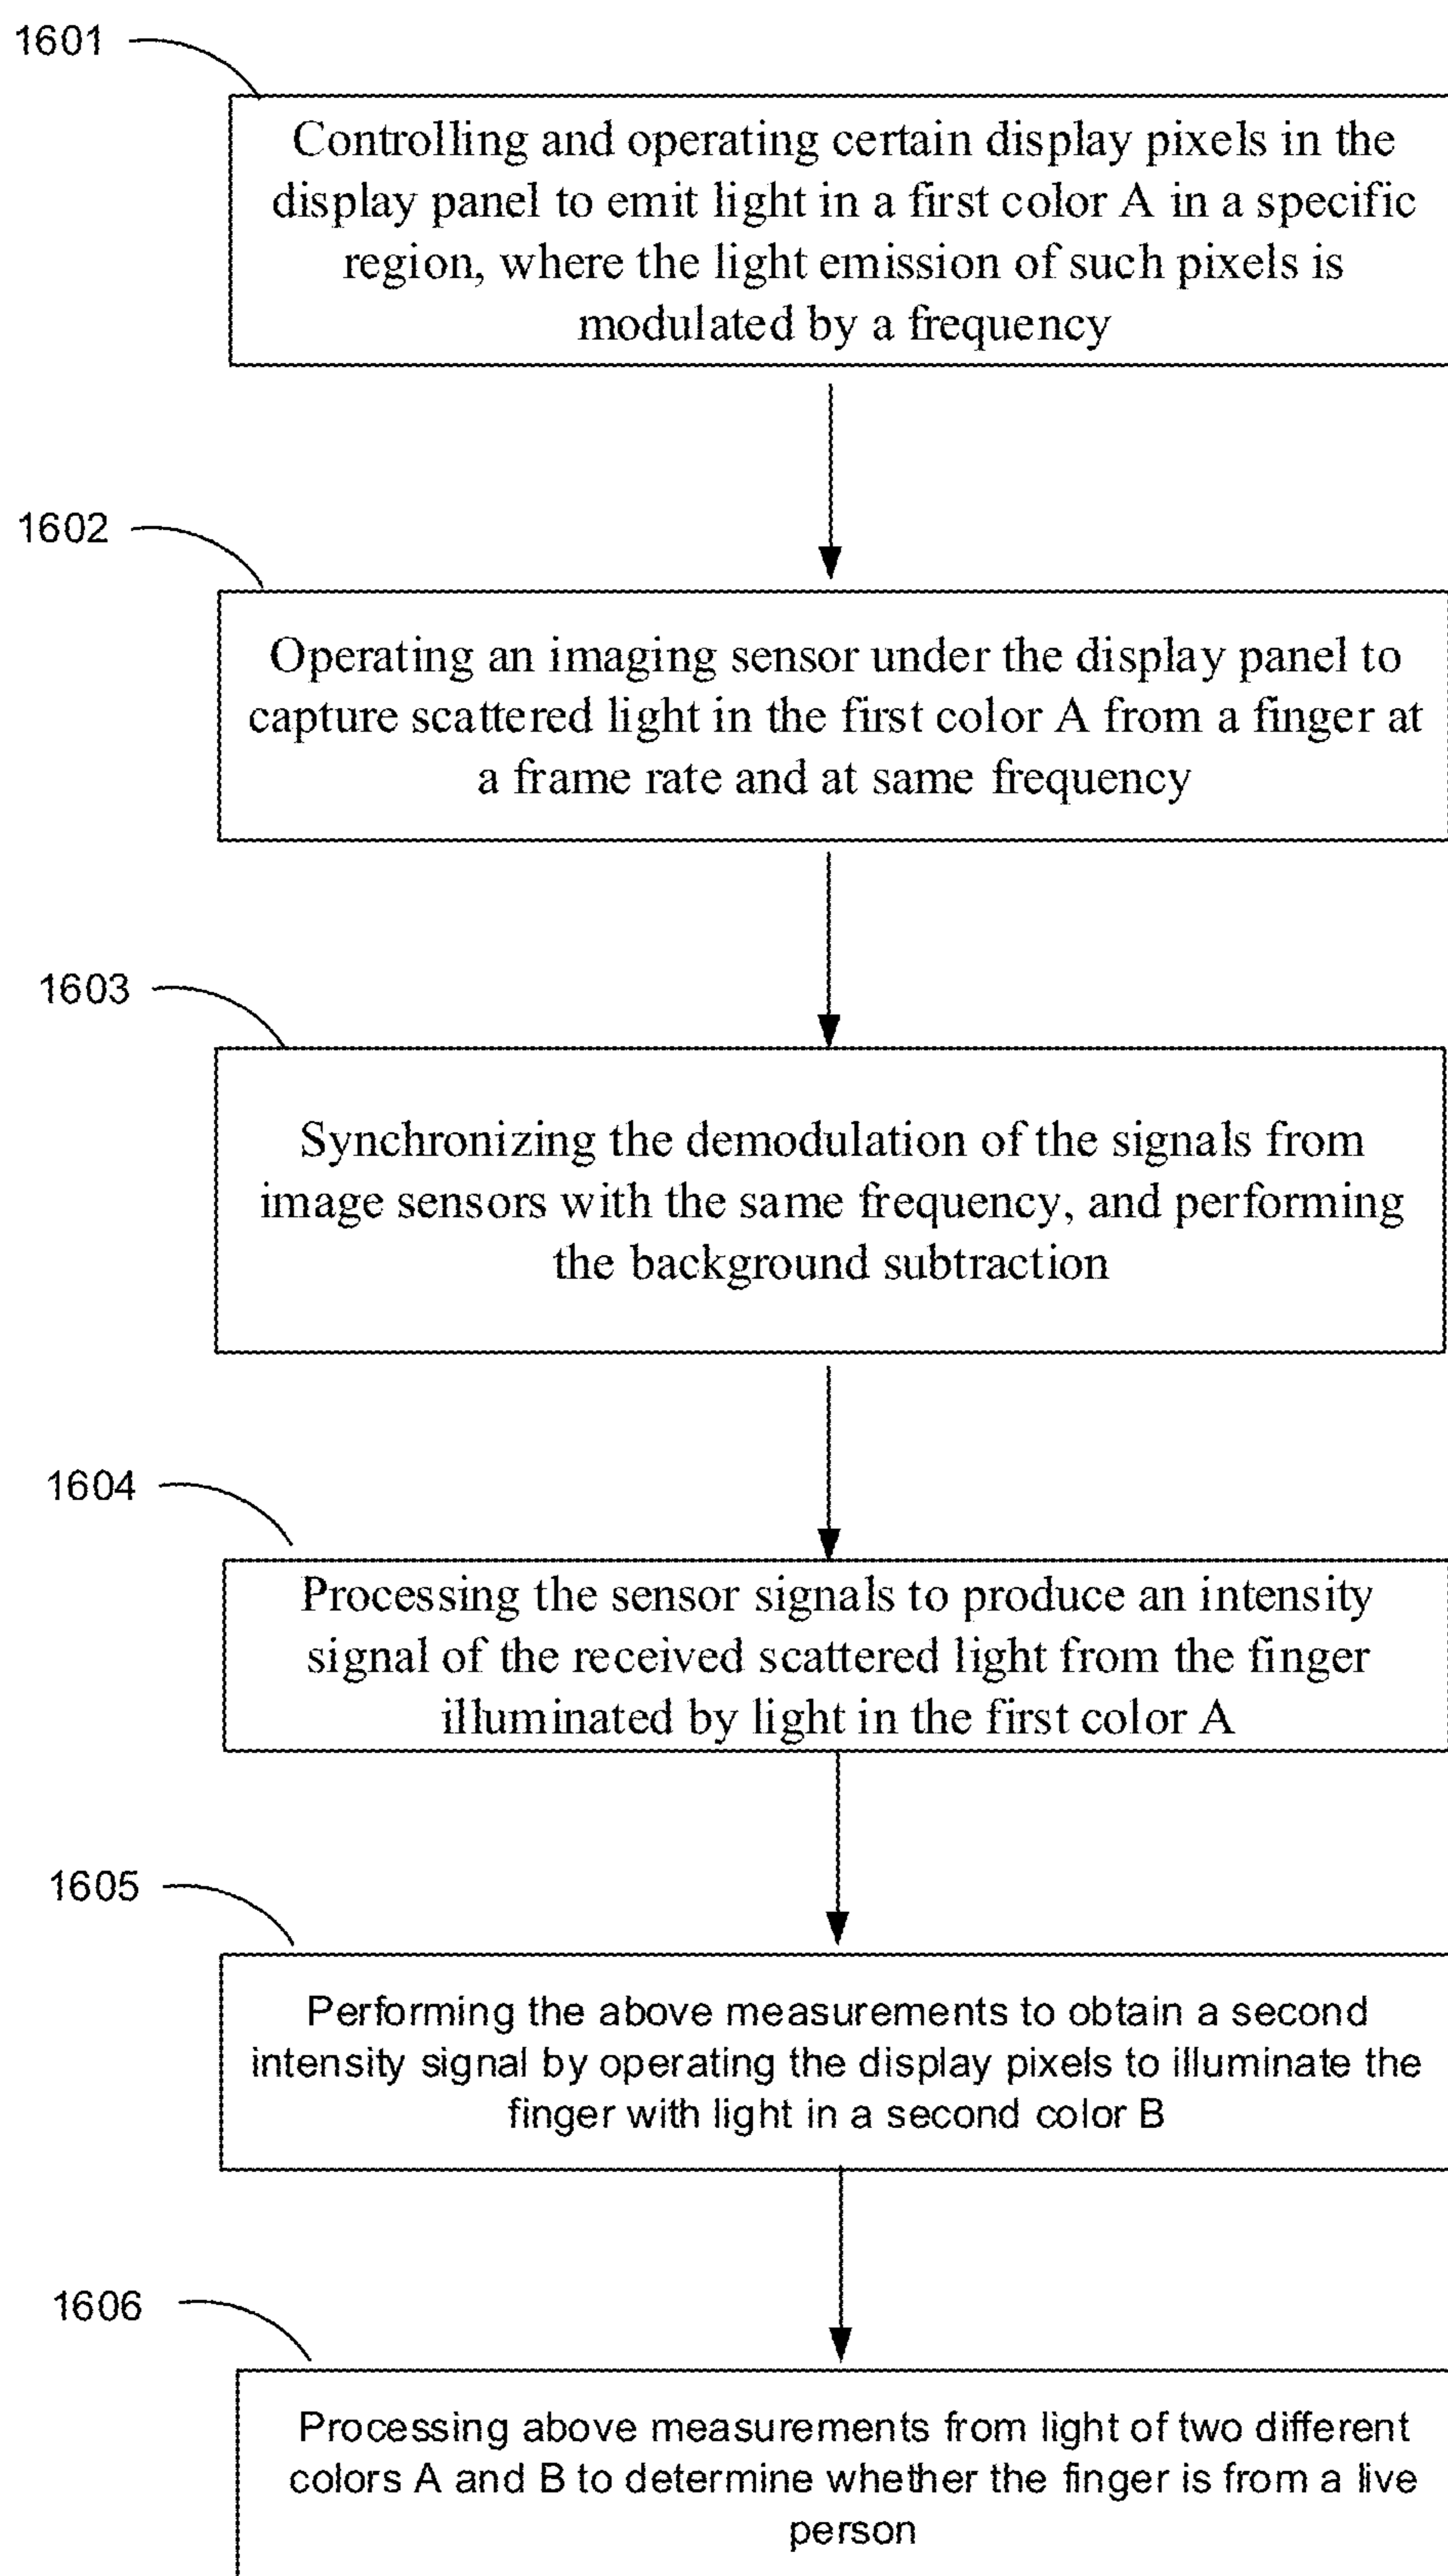 1601
Controlling and operating certain display pixels in the
display panel to emit light in a first color A in a specific
region, where the light emission of such pixels is
modulated by a frequency
1602
Operating an imaging sensor under the display panel to
capture scattered light in the first color A from a finger at
a frame rate and at same frequency
1603
Synchronizing the demodulation of the signals from
image sensors with the same frequency, and performing
the background subtraction
1604
Processing the sensor signals to produce an intensity
signal of the received scattered light from the finger
illuminated by light in the first color A
1605
Performing the above measurements to obtain a second
intensity signal by operating the display pixels to illuminate the
finger with light in a second color B
1606
Processing above measurements from light of two different
colors A and B to determine whether the finger is from a live
person